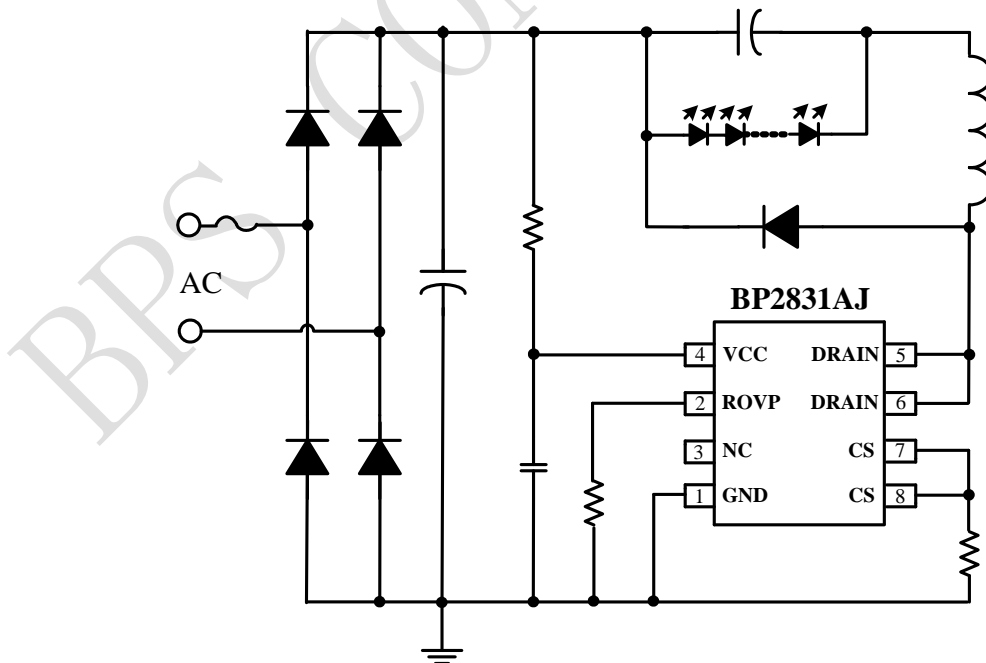 BPS CON
AC
BP2831AJ
4 VCC DRAIN 5
2 ROVP DRAIN 6
3 NC CS 7
1 GND CS 8